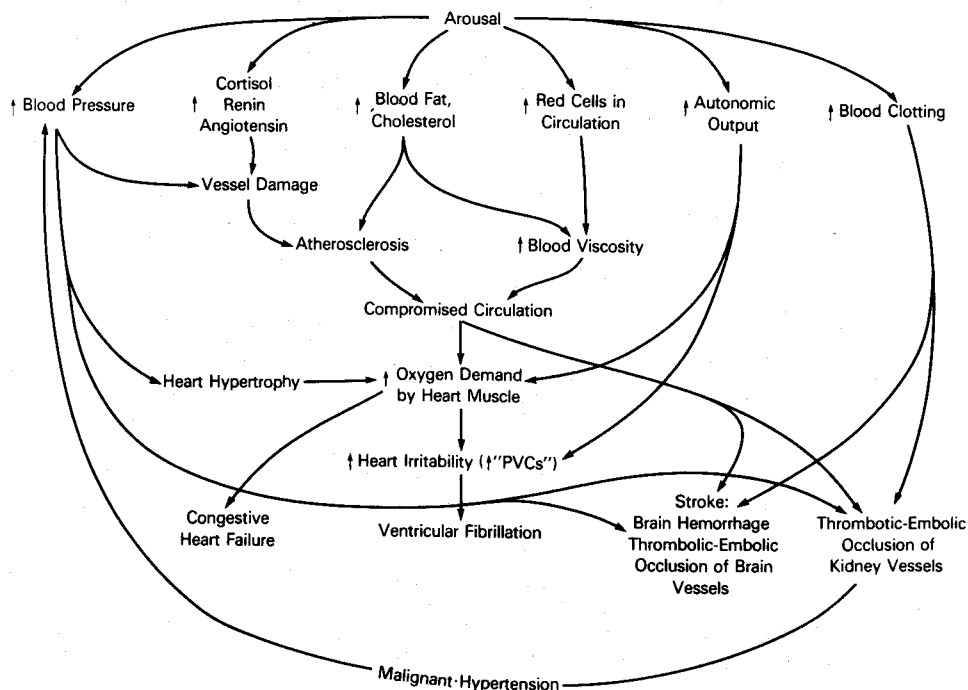 Arousal
↑ Blood Pressure
↑ Cortisol
Renin
Angiotensin
↑ Blood Fat,
Cholesterol
↑ Red Cells in
Circulation
↑ Autonomic
Output
↑ Blood Clotting
Vessel Damage
Atherosclerosis
↑ Blood Viscosity
Compromised Circulation
Heart Hypertrophy
↑ Oxygen Demand
by Heart Muscle
↑ Heart Irritability (↑"PVCs")
Congestive
Heart Failure
Ventricular Fibrillation
Stroke:
Brain Hemorrhage
Thrombolic-Embolic
Occlusion of Brain
Vessels
Thrombotic-Embolic
Occlusion of
Kidney Vessels
Malignant·Hypertension